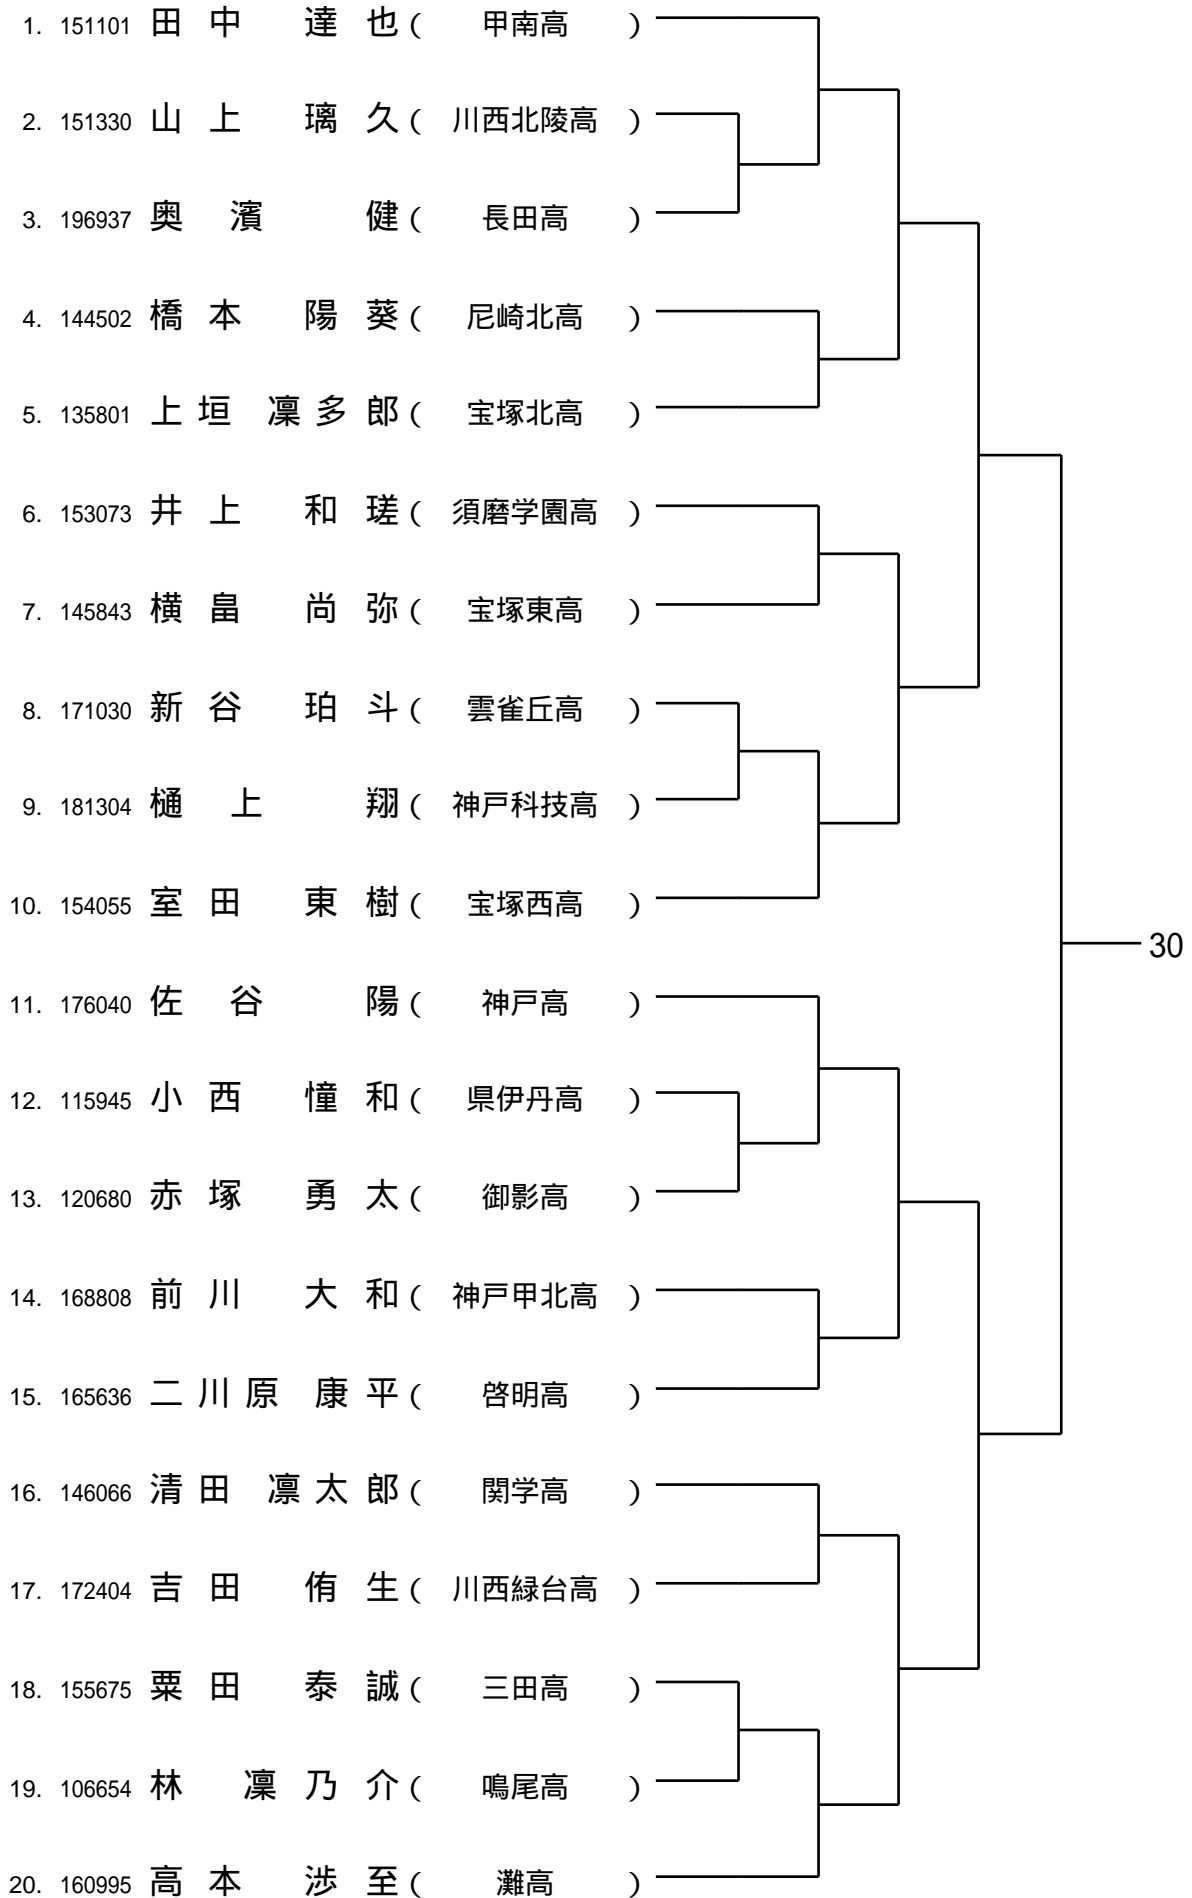 1. 151101 田中 達也 ( 甲南高 )
2. 151330 山上 璃久 ( 川西北陵高 )
3. 196937 奥濱 健 ( 長田高 )
4. 144502 橋本 陽葵 ( 尼崎北高 )
5. 135801 上垣 凜多郎 ( 宝塚北高 )
6. 153073 井上 和瑳 ( 須磨学園高 )
7. 145843 横畠 尚弥 ( 宝塚東高 )
8. 171030 新谷 珀斗 ( 雲雀丘高 )
9. 181304 樋上 翔 ( 神戸科技高 )
10. 154055 室田 東樹 ( 宝塚西高 )
30
11. 176040 佐谷 陽 ( 神戸高 )
12. 115945 小西 憧和 ( 県伊丹高 )
13. 120680 赤塚 勇太 ( 御影高 )
14. 168808 前川 大和 ( 神戸甲北高 )
15. 165636 二川原 康平 ( 啓明高 )
16. 146066 清田 凛太郎 ( 関学高 )
17. 172404 吉田 侑生 ( 川西緑台高 )
18. 155675 粟田 泰誠 ( 三田高 )
19. 106654 林 凜乃介 ( 鳴尾高 )
20. 160995 高本 渉至 ( 灘高 )